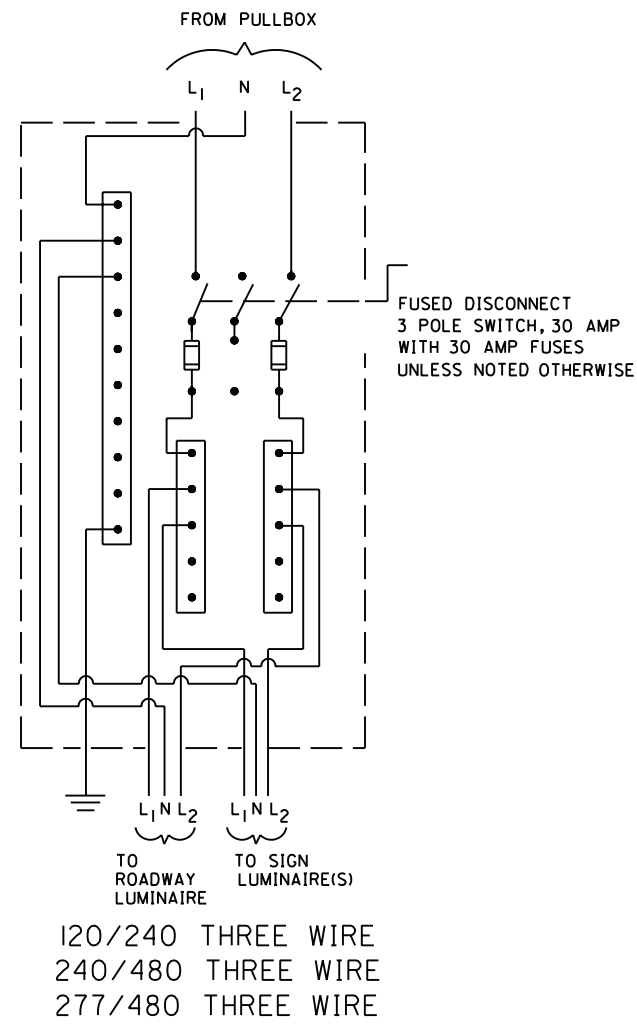 FROM PULLBOX
L1 N L2
FUSED DISCONNECT
3 POLE SWITCH, 30 AMP
WITH 30 AMP FUSES
UNLESS NOTED OTHERWISE
L1 N L2
L1 N L2
TO
ROADWAY
LUMINAIRE
TO SIGN
LUMINAIRE(S)
120/240 THREE WIRE
240/480 THREE WIRE
277/480 THREE WIRE